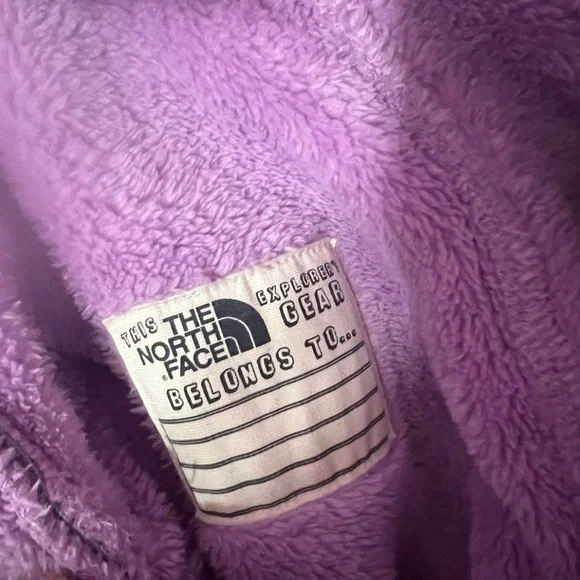 THIS THE NORTH FACE EXPLORER'S GEAR
BELONGS TO...